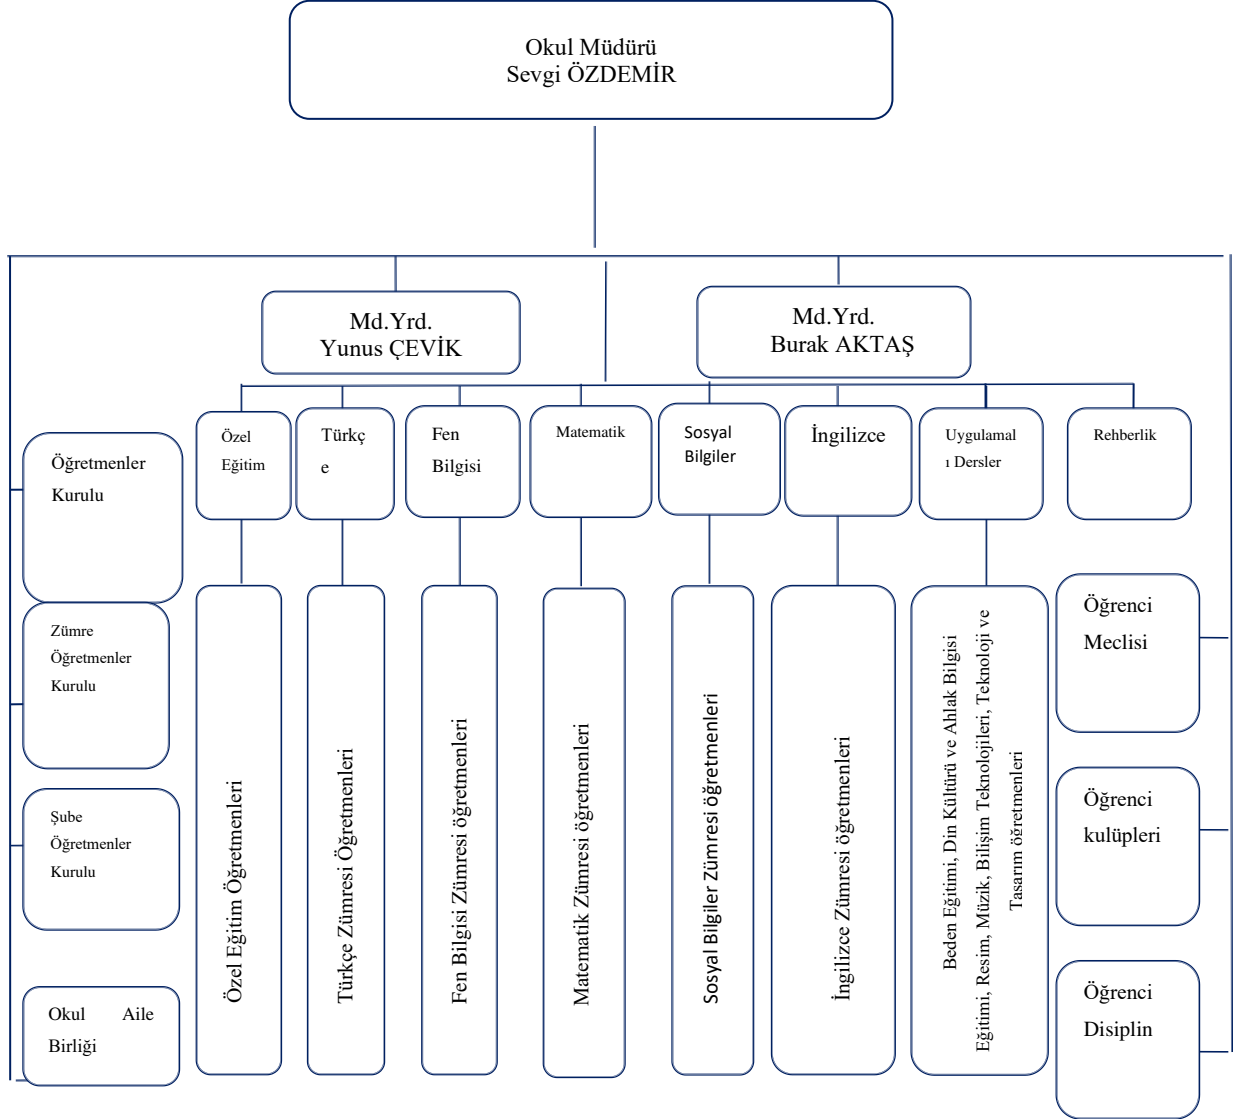 Okul Müdürü
Sevgi ÖZDEMİR
Md.Yrd.
Yunus ÇEVİK
Md.Yrd.
Burak AKTAŞ
Öğretmenler
Kurulu
Özel
Eğitim
Türkç
e
Fen
Bilgisi
Matematik
Sosyal
Bilgiler
İngilizce
Uygulamal
ı Dersler
Rehberlik
Zümre
Öğretmenler
Kurulu
Şube
Öğretmenler
Kurulu
Okul Aile
Birliği
Özel Eğitim Öğretmenleri
Türkçe Zümresi Öğretmenleri
Fen Bilgisi Zümresi öğretmenleri
Matematik Zümresi öğretmenleri
Sosyal Bilgiler Zümresi öğretmenleri
İngilizce Zümresi öğretmenleri
Beden Eğitimi, Din Kültürü ve Ahlak Bilgisi
Eğitimi, Resim, Müzik, Bilişim Teknolojileri, Teknoloji ve
Tasarım öğretmenleri
Öğrenci
Meclisi
Öğrenci
kulüpleri
Öğrenci
Disiplin